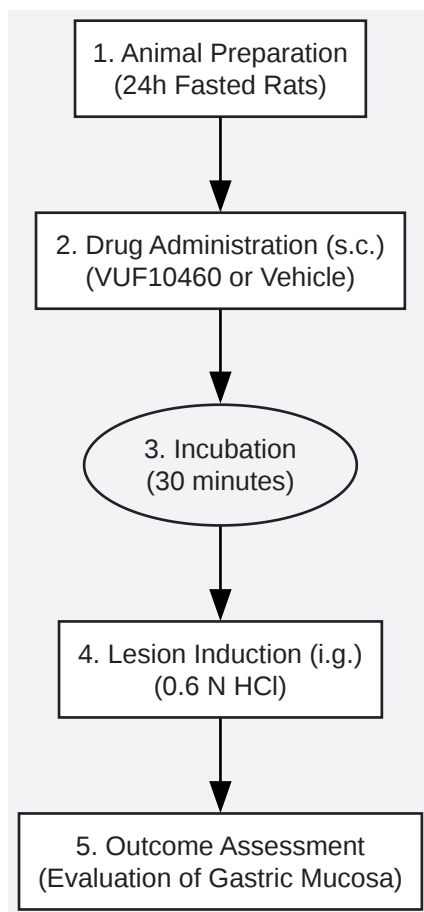 1. Animal Preparation
(24h Fasted Rats)
2. Drug Administration (s.c.)
(VUF10460 or Vehicle)
3. Incubation
(30 minutes)
4. Lesion Induction (i.g.)
(0.6 N HCl)
5. Outcome Assessment
(Evaluation of Gastric Mucosa)